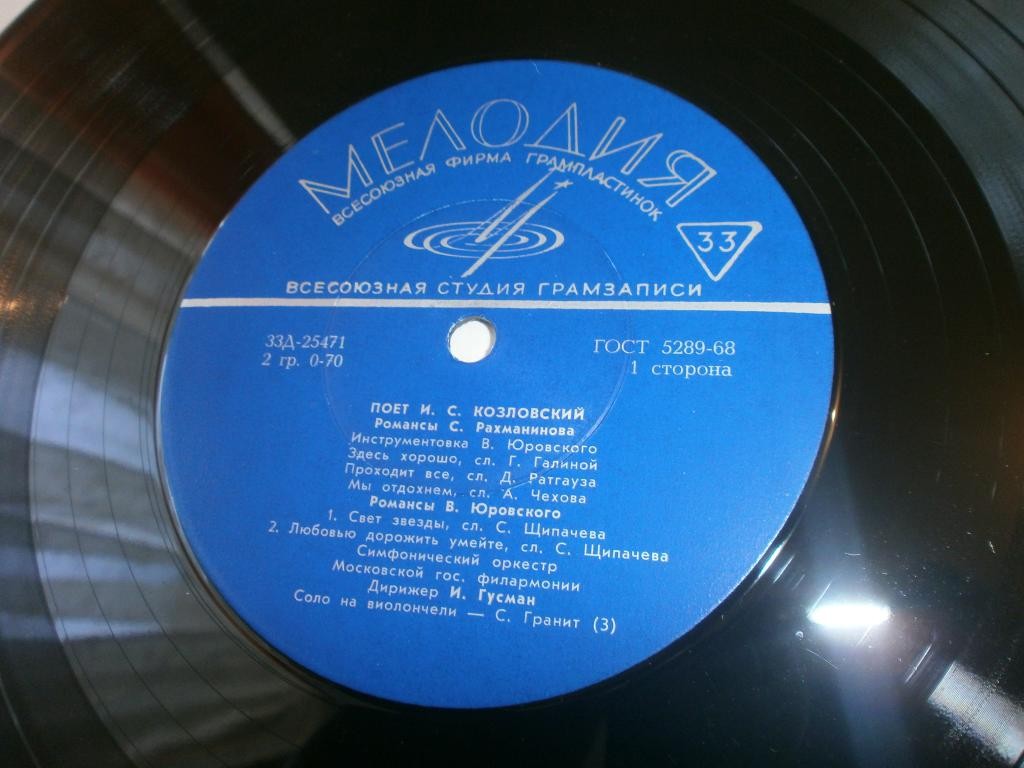 МЕЛОДИЯ
ВСЕСОЮЗНАЯ ФИРМА ГРАМПЛАСТИНОК
33
ВСЕСОЮЗНАЯ СТУДИЯ ГРАМЗАПИСИ
33Д-25471
2 гр. 0-70
ГОСТ 5289-68
1 сторона
ПОЕТ И. С. КОЗЛОВСКИЙ
Романсы С. Рахманинова
Инструментовка В. Юровского
Здесь хорошо, сл. Г. Галиной
Проходит все, сл. Д. Ратгауза
Мы отдохнем, сл. А. Чехова
Романсы В. Юровского
1. Свет звезды, сл. С. Щипачева
2. Любовью дорожить умейте, сл. С. Щипачева
Симфонический оркестр
Московской гос. филармонии
Дирижер И. Гусман
Соло на виолончели — С. Гранит (3)